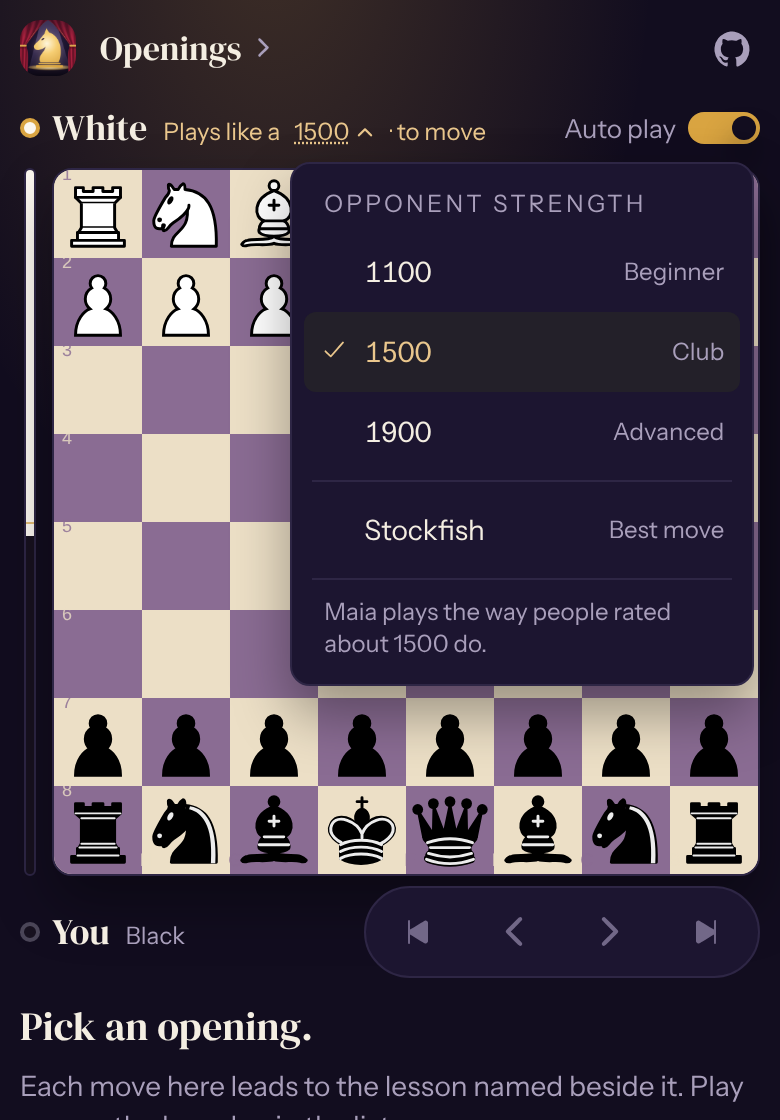 Openings
White Plays like a 1500 · to move Auto play
1
OPPONENT STRENGTH
1100 Beginner
2
1500 Club
3
1900 Advanced
4
5
Stockfish Best move
6
Maia plays the way people rated
about 1500 do.
7
8
You Black
Pick an opening.
Each move here leads to the lesson named beside it. Play